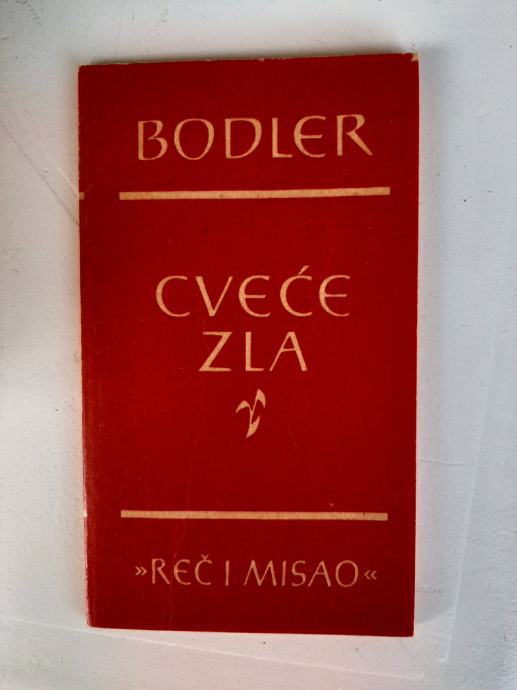 BODLER
CVEĆE
ZLA
»REČ I MISAO«